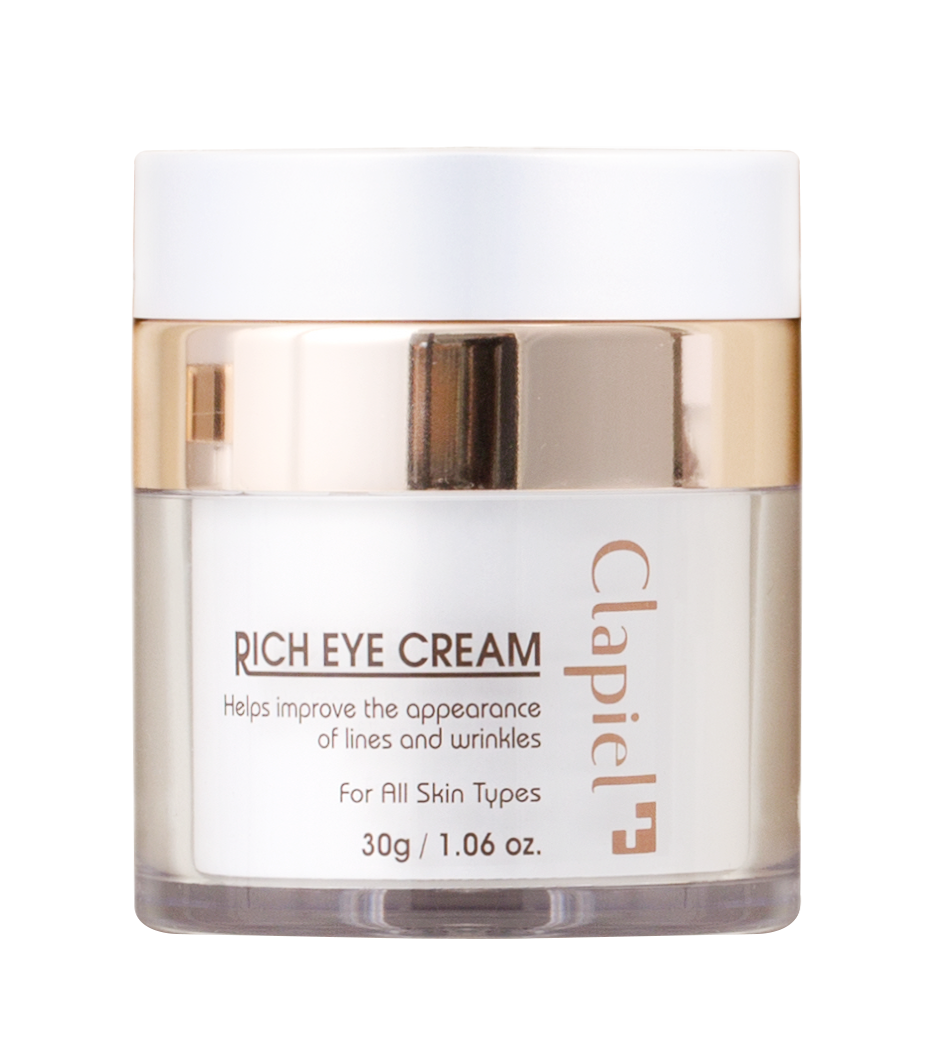 RICH EYE CREAM
Helps improve the appearance
of lines and wrinkles
For All Skin Types
30g / 1.06 oz.
Clapiel